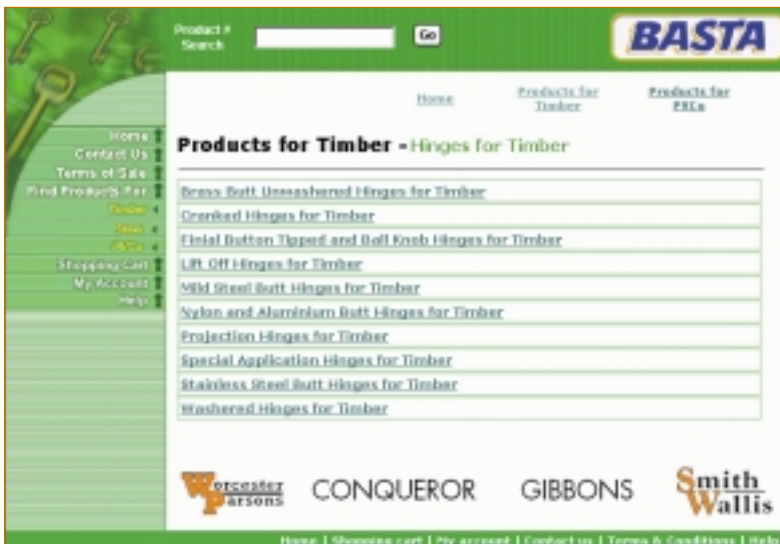 Product #
Search
Go
BASTA
Home
Products for
Timber
Products for
PVCu
Home
Contact Us
Terms of Sale
Find Products For
Timber
Steel
PVCu
Shopping Cart
My Account
Help
Products for Timber - Hinges for Timber
Brass Butt Unwashered Hinges for Timber
Cranked Hinges for Timber
Finial Button Tipped and Ball Knob Hinges for Timber
Lift Off Hinges for Timber
Mild Steel Butt Hinges for Timber
Nylon and Aluminium Butt Hinges for Timber
Projection Hinges for Timber
Special Application Hinges for Timber
Stainless Steel Butt Hinges for Timber
Washered Hinges for Timber
Worcester
Parsons
CONQUEROR
GIBBONS
Smith
Wallis
Home | Shopping cart | My account | Contact us | Terms & Conditions | Help